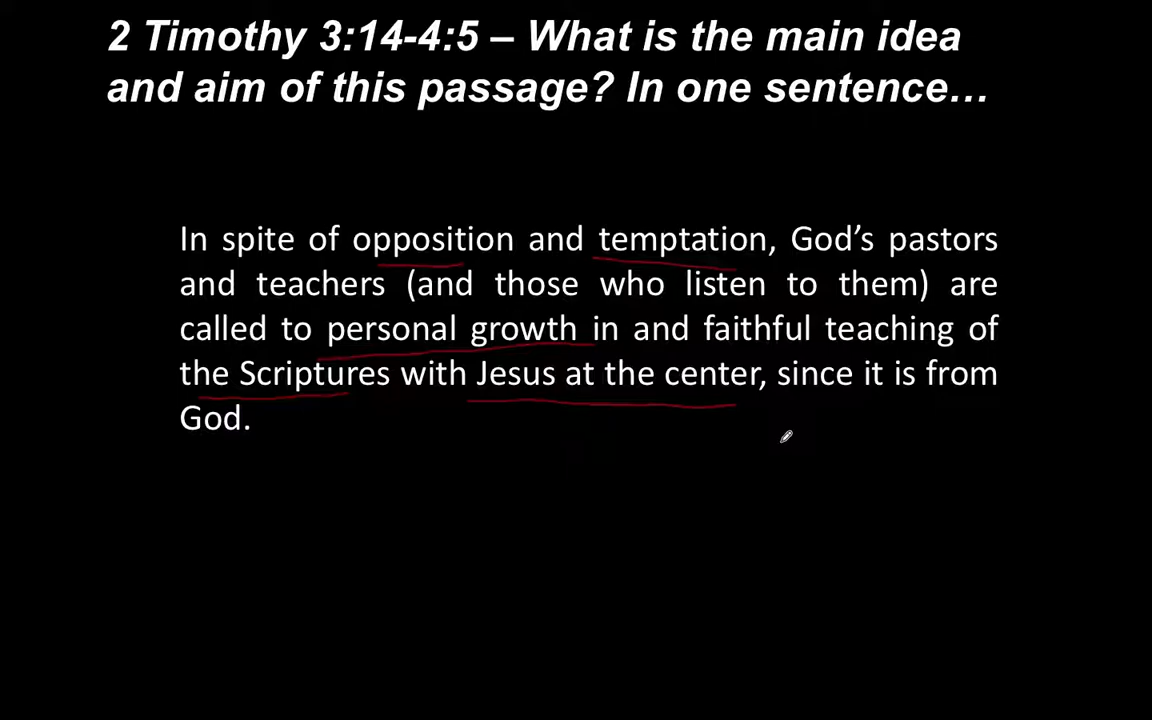 2 Timothy 3:14-4:5 – What is the main idea
and aim of this passage? In one sentence…
In spite of opposition and temptation, God’s pastors
and teachers (and those who listen to them) are
called to personal growth in and faithful teaching of
the Scriptures with Jesus at the center, since it is from
God.